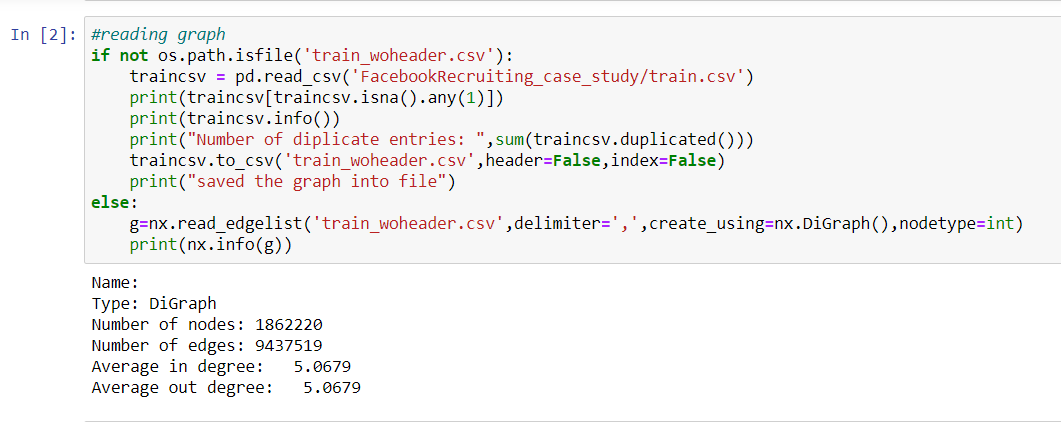 In [2]: #reading graph
if not os.path.isfile('train_woheader.csv'):
    traincsv = pd.read_csv('FacebookRecruiting_case_study/train.csv')
    print(traincsv[traincsv.isna().any(1)])
    print(traincsv.info())
    print("Number of diplicate entries: ",sum(traincsv.duplicated()))
    traincsv.to_csv('train_woheader.csv',header=False,index=False)
    print("saved the graph into file")
else:
    g=nx.read_edgelist('train_woheader.csv',delimiter=',',create_using=nx.DiGraph(),nodetype=int)
    print(nx.info(g))
Name:
Type: DiGraph
Number of nodes: 1862220
Number of edges: 9437519
Average in degree:   5.0679
Average out degree:   5.0679